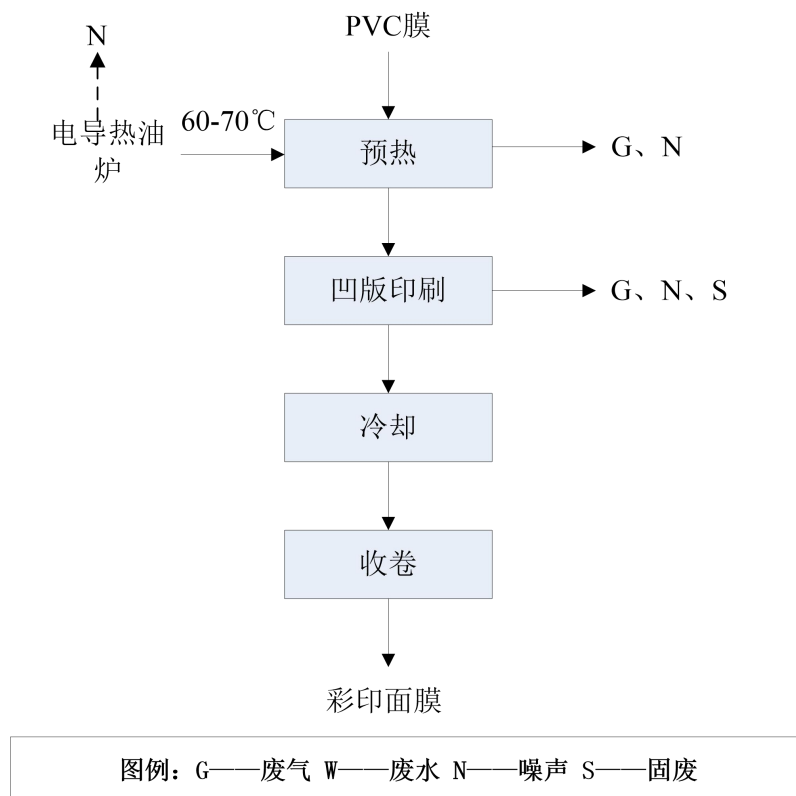 PVC膜
N
60-70℃
电导热油
炉
预热
G、N
凹版印刷
G、N、S
冷却
收卷
彩印面膜
图例：G——废气 W——废水 N——噪声 S——固废